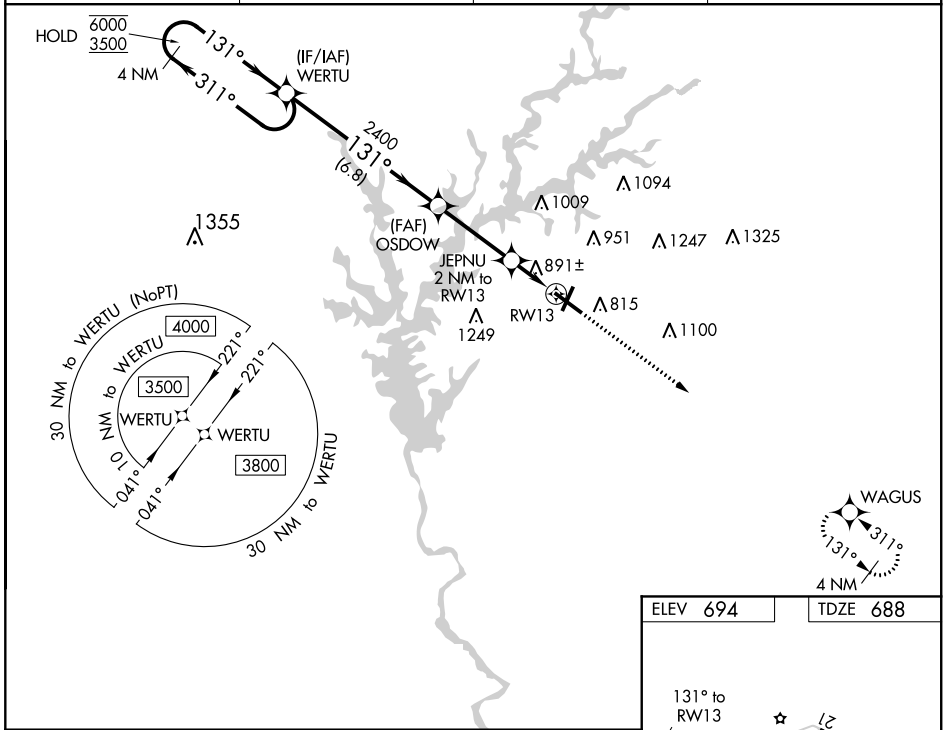 HOLD 6000
3500
4 NM
131°
311°
(IF/IAF)
WERTU
2400
131°
(6.8)
(FAF)
OSDOW
JEPNU
2 NM to
RW13
RW13
1355
1009
1094
951
1247
1325
891±
815
1249
1100
30 NM to WERTU (NoPT)
4000
10 NM to WERTU
3500
221°
221°
WERTU
WERTU
3800
041°
041°
30 NM to WERTU
WAGUS
311°
131°
4 NM
ELEV 694
TDZE 688
131° to
RW13
21